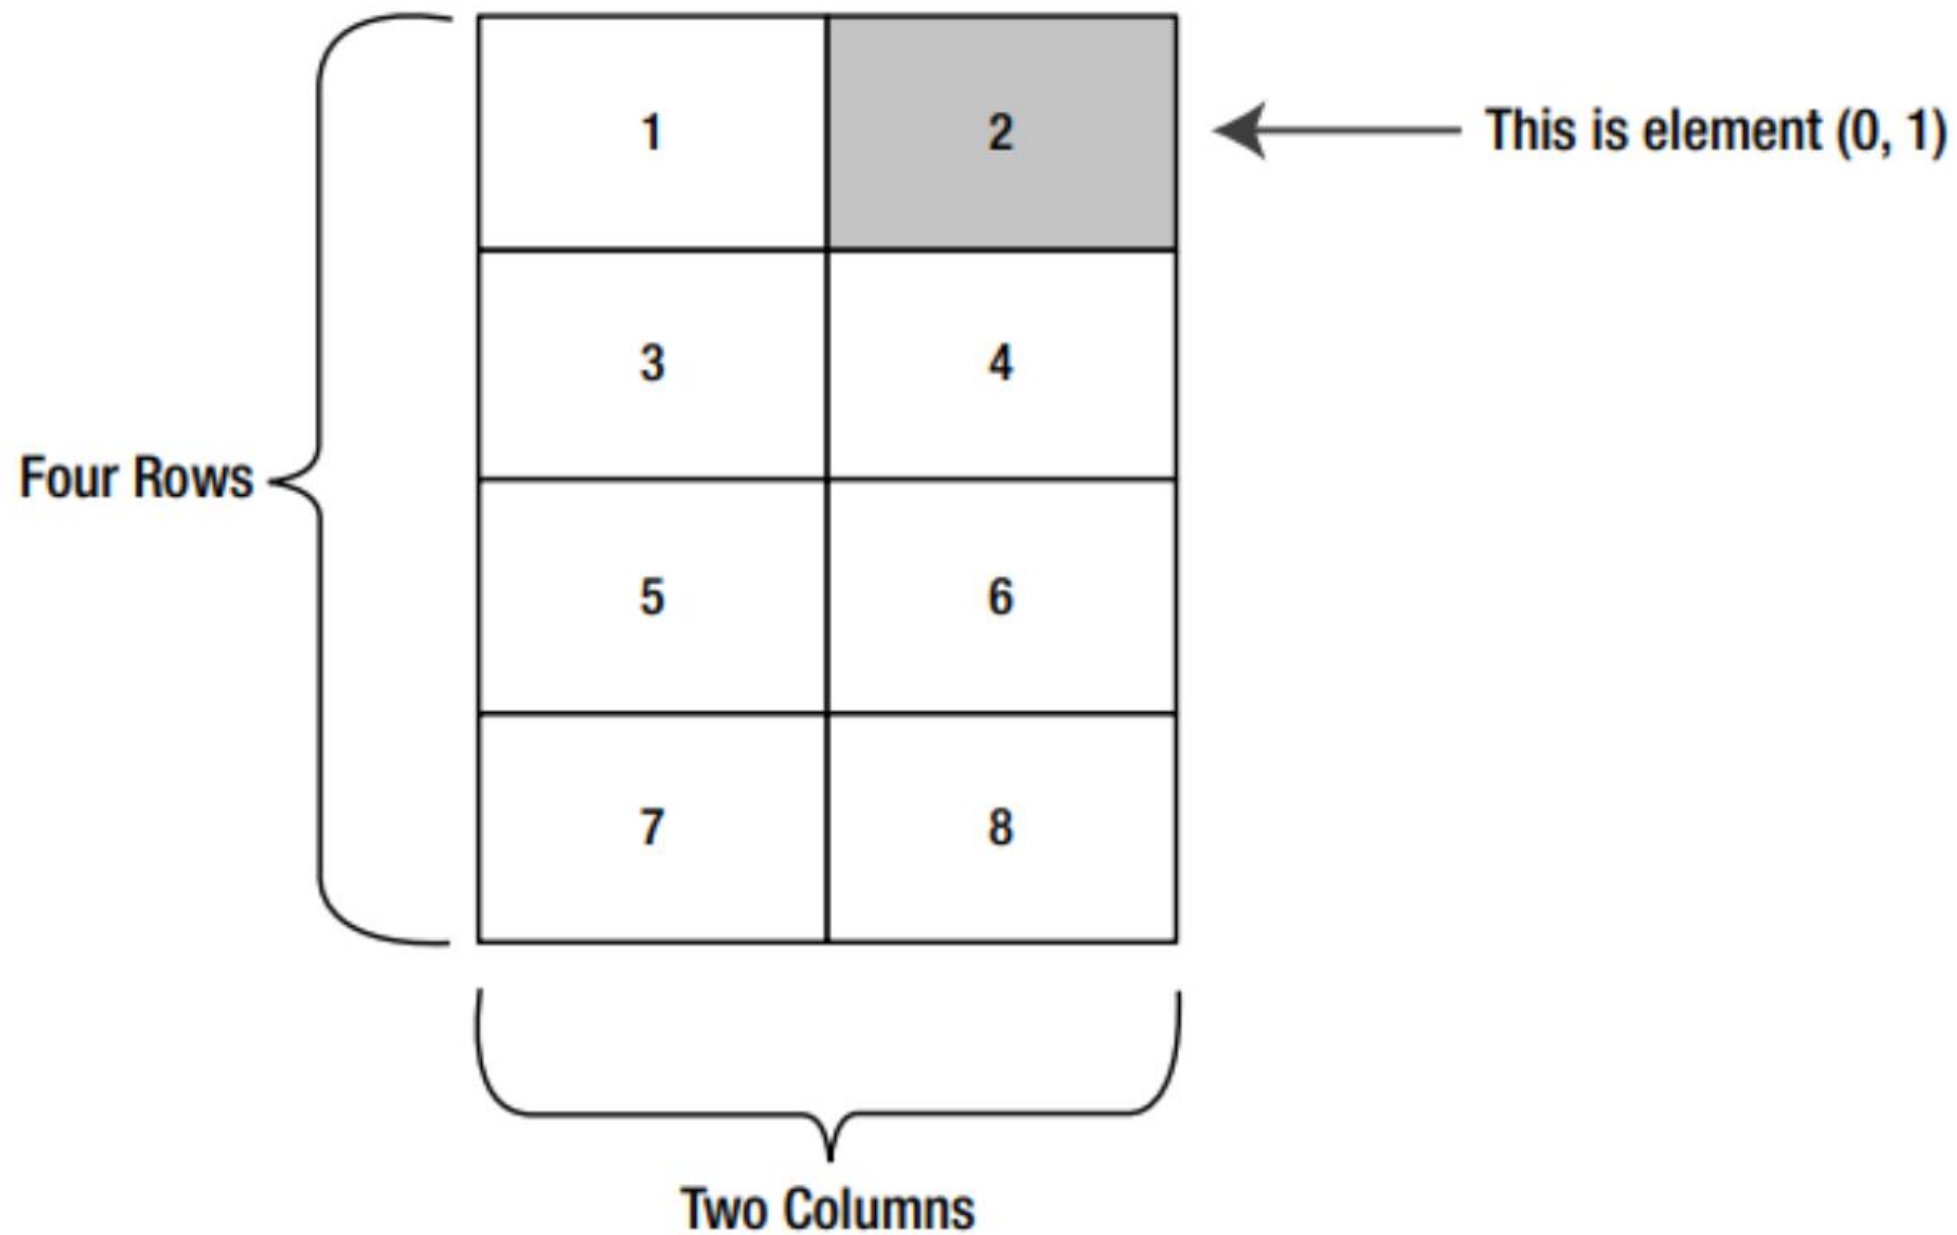 1 2 This is element (0, 1)
3 4
Four Rows
5 6
7 8
Two Columns